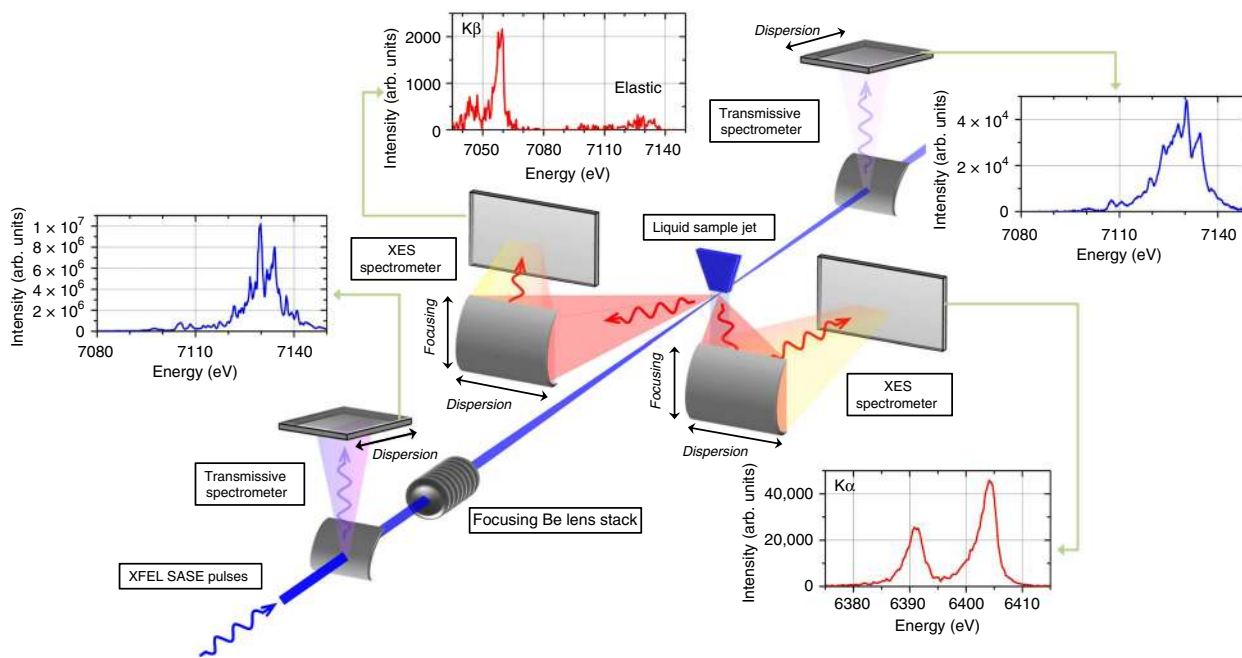 Kβ
Elastic
2000
1000
0
Intensity (arb. units)
7050
7080
7110
7140
Energy (eV)
Dispersion
Transmissive
spectrometer
4 × 10⁴
2 × 10⁴
0
Intensity (arb. units)
7080
7110
7140
Energy (eV)
1 × 10⁷
8 × 10⁶
6 × 10⁶
4 × 10⁶
2 × 10⁶
0
Intensity (arb. units)
7080
7110
7140
Energy (eV)
XES
spectrometer
Liquid sample jet
Focusing
Dispersion
Focusing
Dispersion
XES
spectrometer
Dispersion
Transmissive
spectrometer
Focusing Be lens stack
XFEL SASE pulses
Kα
40,000
20,000
0
Intensity (arb. units)
6380
6390
6400
6410
Energy (eV)